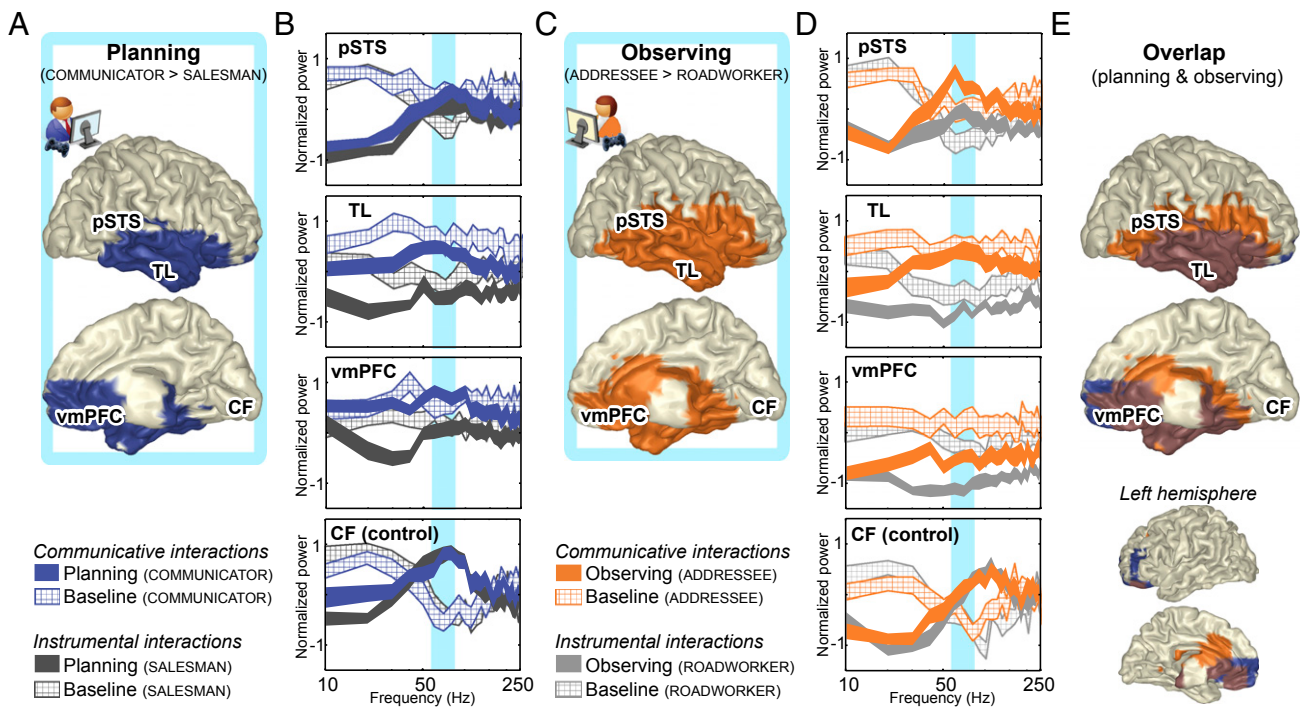 A
Planning
(COMMUNICATOR > SALESMAN)
pSTS
TL
vmPFC
CF
Communicative interactions
Planning (COMMUNICATOR)
Baseline (COMMUNICATOR)
Instrumental interactions
Planning (SALESMAN)
Baseline (SALESMAN)
B
pSTS
Normalized power
1
-1
TL
Normalized power
1
-1
vmPFC
Normalized power
1
-1
CF (control)
Normalized power
1
-1
10 50 250
Frequency (Hz)
C
Observing
(ADDRESSEE > ROADWORKER)
pSTS
TL
vmPFC
CF
Communicative interactions
Observing (ADDRESSEE)
Baseline (ADDRESSEE)
Instrumental interactions
Observing (ROADWORKER)
Baseline (ROADWORKER)
D
pSTS
Normalized power
1
-1
TL
Normalized power
1
-1
vmPFC
Normalized power
1
-1
CF (control)
Normalized power
1
-1
10 50 250
Frequency (Hz)
E
Overlap
(planning & observing)
pSTS
TL
vmPFC
CF
Left hemisphere